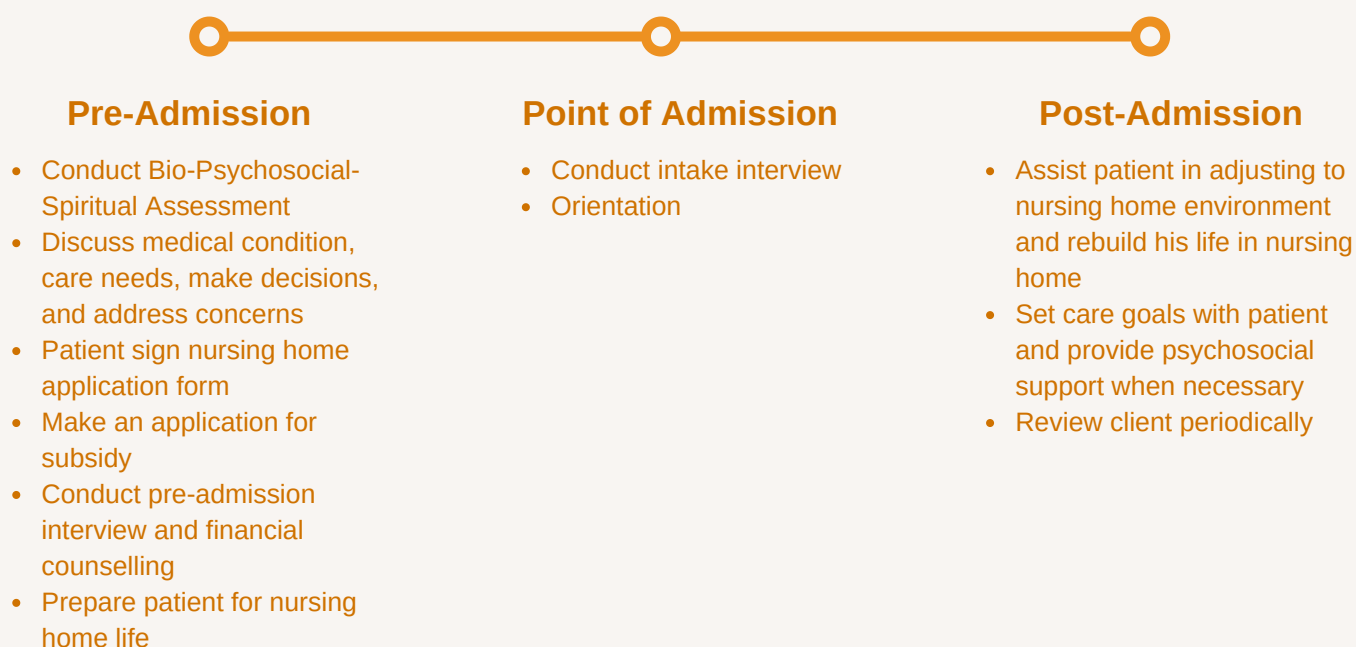 Pre-Admission
• Conduct Bio-Psychosocial-
Spiritual Assessment
• Discuss medical condition,
care needs, make decisions,
and address concerns
• Patient sign nursing home
application form
• Make an application for
subsidy
• Conduct pre-admission
interview and financial
counselling
• Prepare patient for nursing
home life
Point of Admission
• Conduct intake interview
• Orientation
Post-Admission
• Assist patient in adjusting to
nursing home environment
and rebuild his life in nursing
home
• Set care goals with patient
and provide psychosocial
support when necessary
• Review client periodically